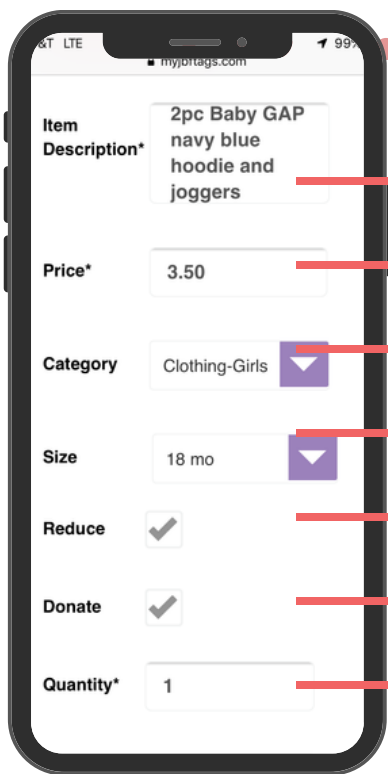 &T LTE 99%
myjbftags.com
Item Description*
2pc Baby GAP
navy blue
hoodie and
joggers
Price*
3.50
Category
Clothing-Girls
Size
18 mo
Reduce
Donate
Quantity*
1